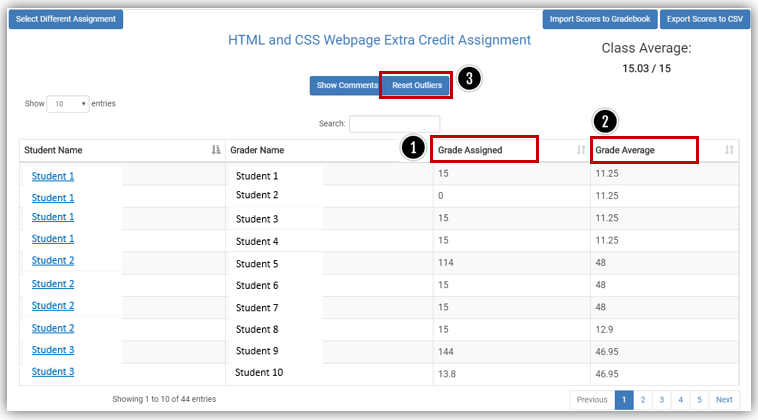 Select Different Assignment Import Scores to Gradebook Export Scores to CSV
HTML and CSS Webpage Extra Credit Assignment
Class Average:
15.03 / 15
Show Comments Reset Outliers 3
Show 10 entries
Search:
2
1
Student Name Grader Name Grade Assigned Grade Average
Student 1 Student 1 15 11.25
Student 1 Student 2 0 11.25
Student 1 Student 3 15 11.25
Student 1 Student 4 15 11.25
Student 2 Student 5 114 48
Student 2 Student 6 15 48
Student 2 Student 7 15 48
Student 2 Student 8 15 12.9
Student 3 Student 9 144 46.95
Student 3 Student 10 13.8 46.95
Showing 1 to 10 of 44 entries Previous 1 2 3 4 5 Next